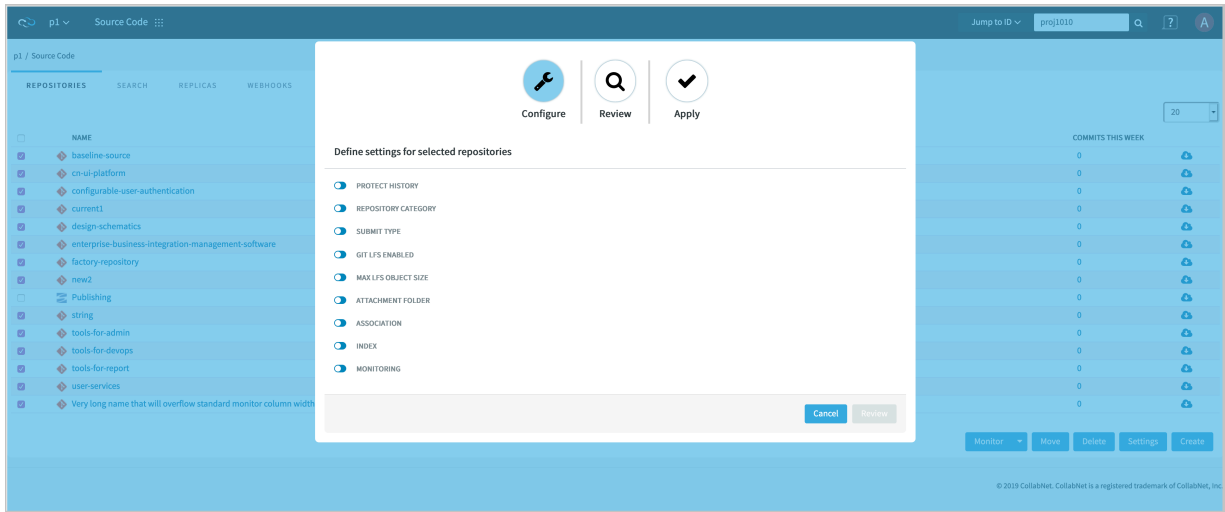 p1 Source Code Jump to ID proj1010 ? A
p1 / Source Code
REPOSITORIES SEARCH REPLICAS WEBHOOKS
Configure Review Apply
20
NAME COMMITS THIS WEEK
Define settings for selected repositories
baseline-source 0
cn-ui-platform 0
configurable-user-authentication 0
current1 0
design-schematics 0
enterprise-business-integration-management-software 0
factory-repository 0
new2 0
Publishing 0
string 0
tools-for-admin 0
tools-for-devops 0
tools-for-report 0
user-services 0
Very long name that will overflow standard monitor column width 0
PROTECT HISTORY
REPOSITORY CATEGORY
SUBMIT TYPE
GIT LFS ENABLED
MAX LFS OBJECT SIZE
ATTACHMENT FOLDER
ASSOCIATION
INDEX
MONITORING
Cancel Review
Monitor Move Delete Settings Create
© 2019 CollabNet. CollabNet is a registered trademark of CollabNet, Inc.